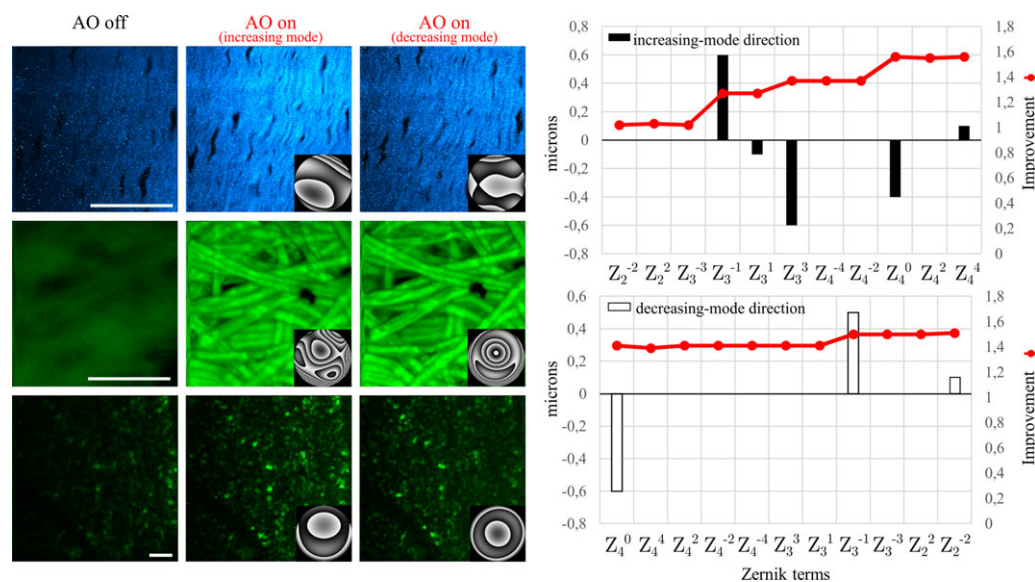 AO off
AO on
(increasing mode)
AO on
(decreasing mode)
increasing-mode direction
microns
0,8
0,6
0,4
0,2
0
-0,2
-0,4
-0,6
-0,8
1,8
1,6
1,4
1,2
1
0,8
0,6
0,4
0,2
0
Improvement
Z₂⁻² Z₂² Z₃⁻³ Z₃⁻¹ Z₃¹ Z₃³ Z₄⁻⁴ Z₄⁻² Z₄⁰ Z₄² Z₄⁴
decreasing-mode direction
microns
0,6
0,4
0,2
0
-0,2
-0,4
-0,6
-0,8
1,8
1,6
1,4
1,2
1
0,8
0,6
0,4
0,2
0
Improvement
Z₄⁰ Z₄⁴ Z₄² Z₄⁻² Z₄⁻⁴ Z₃³ Z₃¹ Z₃⁻¹ Z₃⁻³ Z₂² Z₂⁻²
Zernik terms